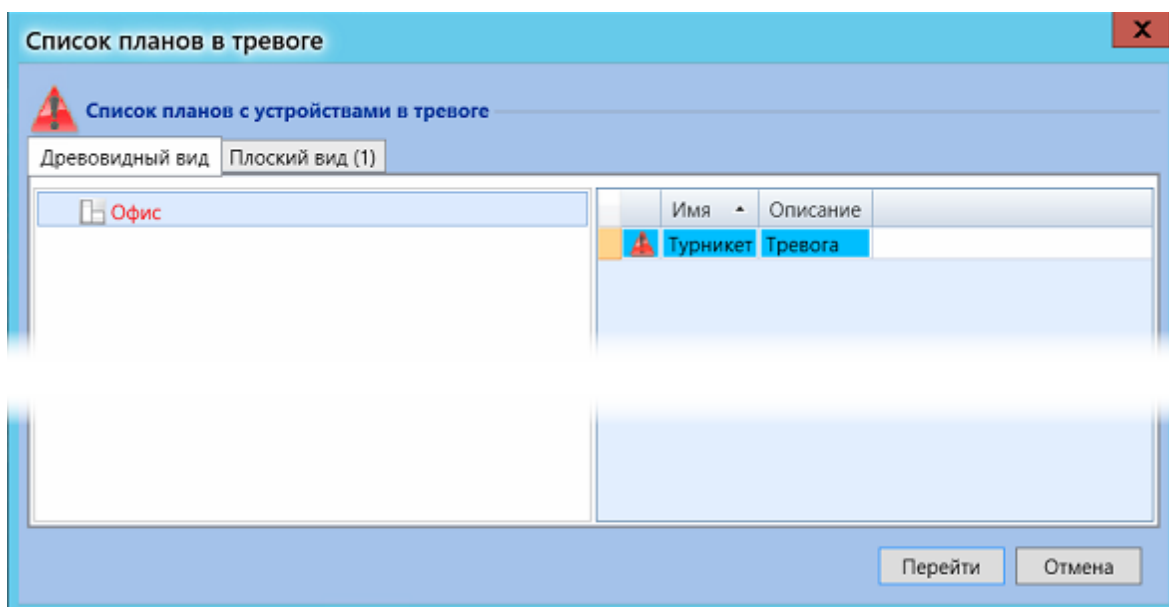 Список планов в тревоге
Список планов с устройствами в тревоге
Древовидный вид Плоский вид (1)
Офис
Имя Описание
Турникет Тревога
Перейти Отмена